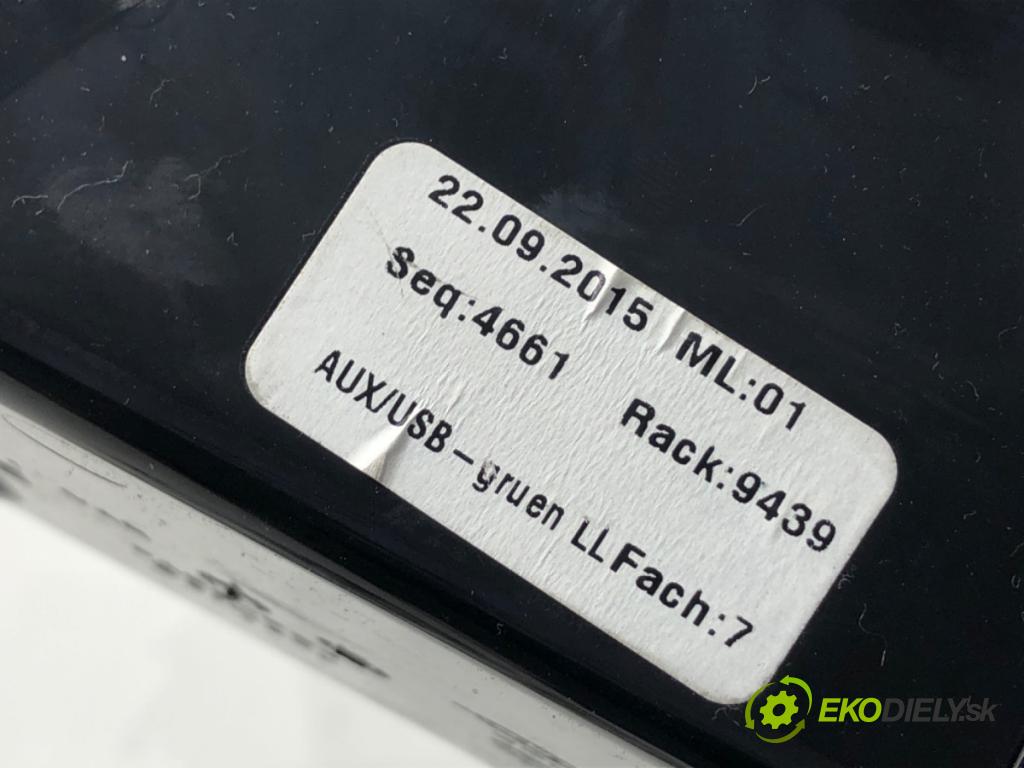 22.09.2015 ML:01
Seq:4661 Rack:9439
AUX/USB-gruen LL Fach:7
EKODIELY.sk